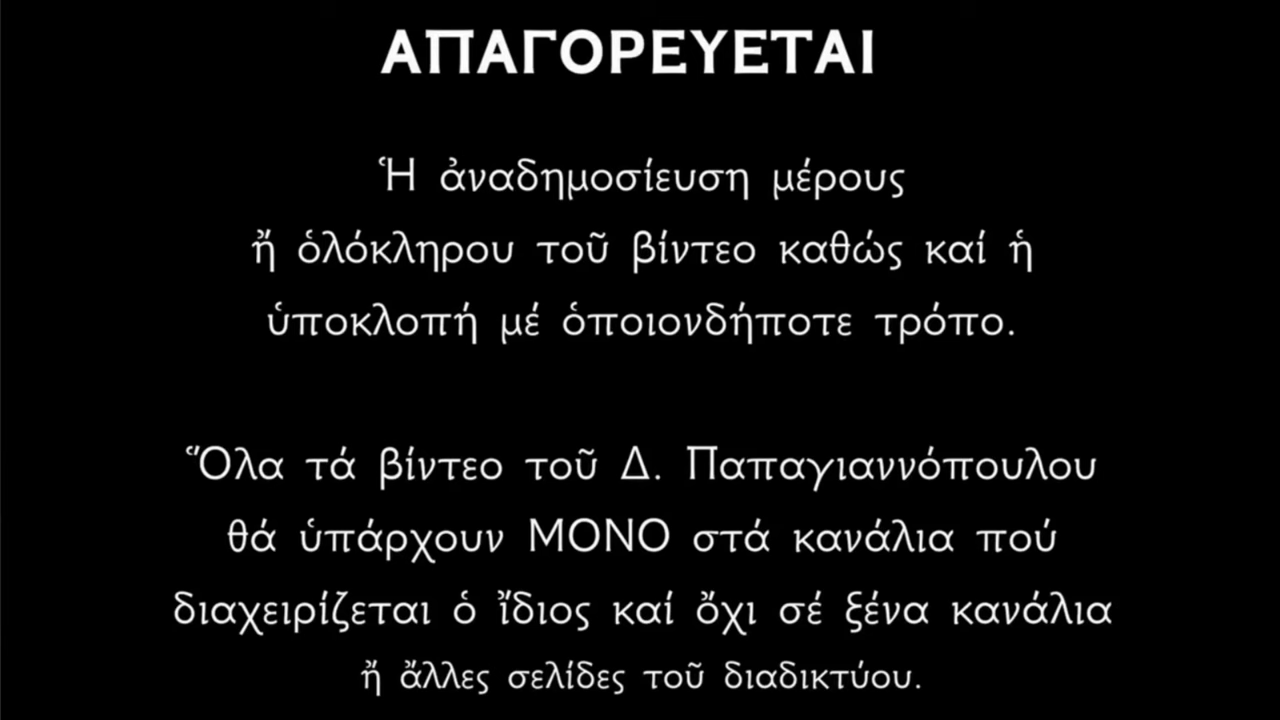 ΑΠΑΓΟΡΕΥΕΤΑΙ
Ἡ ἀναδημοσίευση μέρους
ἤ ὁλόκληρου τοῦ βίντεο καθώς καί ἡ
ὑποκλοπή μέ ὁποιονδήποτε τρόπο.
Ὅλα τά βίντεο τοῦ Δ. Παπαγιαννόπουλου
θά ὑπάρχουν ΜΟΝΟ στά κανάλια πού
διαχειρίζεται ὁ ἴδιος καί ὄχι σέ ξένα κανάλια
ἤ ἄλλες σελίδες τοῦ διαδικτύου.